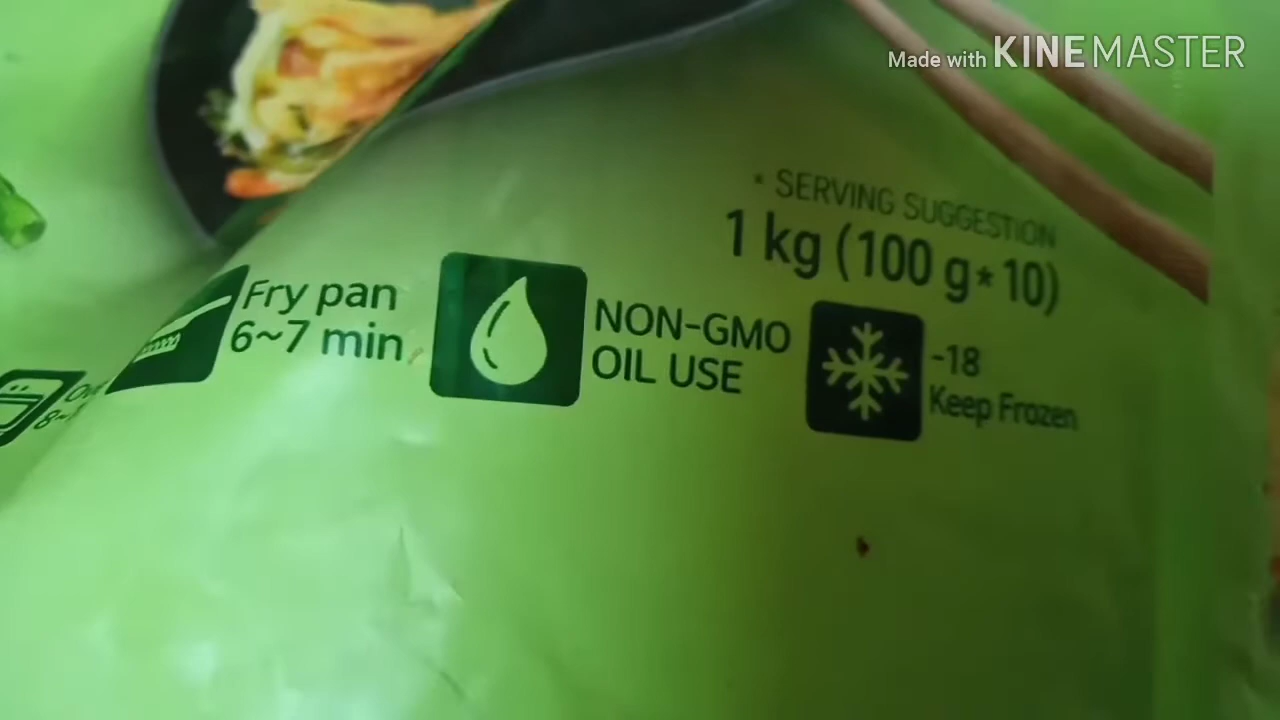 Made with KINEMASTER
* SERVING SUGGESTION
1 kg (100 g*10)
Fry pan
6~7 min
NON-GMO
OIL USE
-18
Keep Frozen